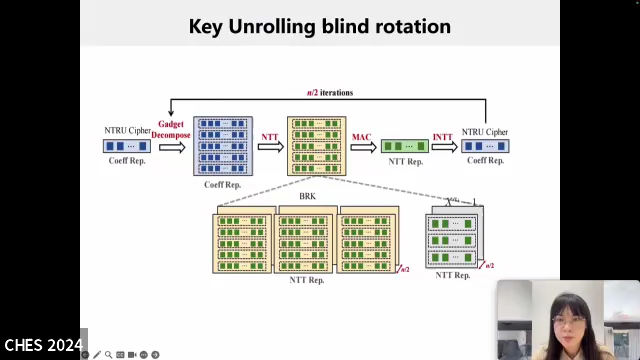 Key Unrolling blind rotation
n/2 iterations
Gadget
Decompose
NTRU Cipher
Coeff Rep.
Coeff Rep.
NTT
MAC
NTT Rep.
INTT
NTRU Cipher
Coeff Rep.
BRK
n/2
NTT Rep.
n/2
NTT Rep.
CHES 2024